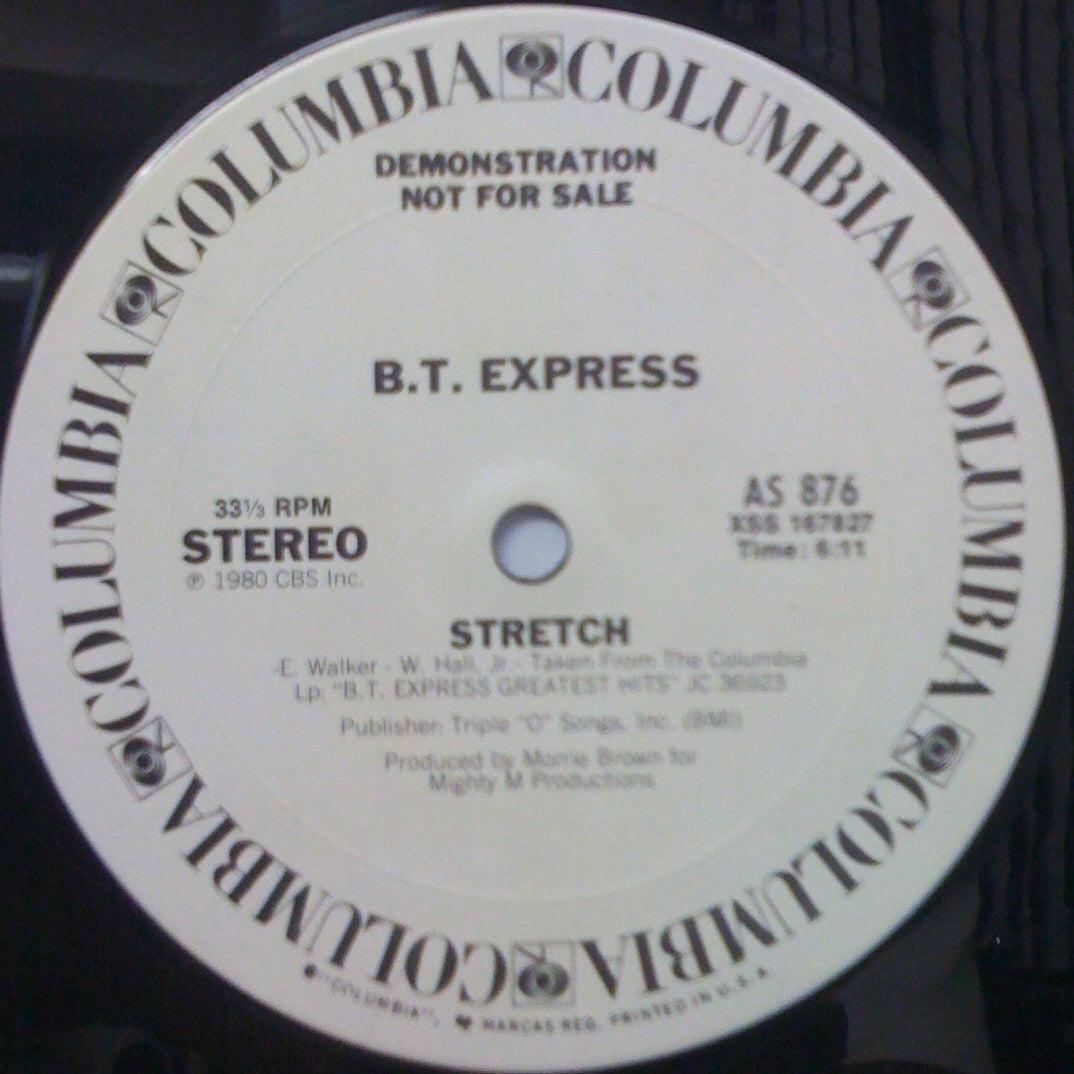 COLUMBIA COLUMBIA COLUMBIA COLUMBIA COLUMBIA COLUMBIA
DEMONSTRATION
NOT FOR SALE
B.T. EXPRESS
33⅓ RPM
STEREO
℗ 1980 CBS Inc.
AS 876
XSS 167827
Time: 6:11
STRETCH
-E. Walker - W. Hall, Jr.- Taken From The Columbia
Lp: "B.T. EXPRESS GREATEST HITS" JC 36923
Publisher: Triple "O" Songs, Inc. (BMI)
Produced by Morrie Brown for
Mighty M Productions
"COLUMBIA", MARCAS REG. PRINTED IN U.S.A.